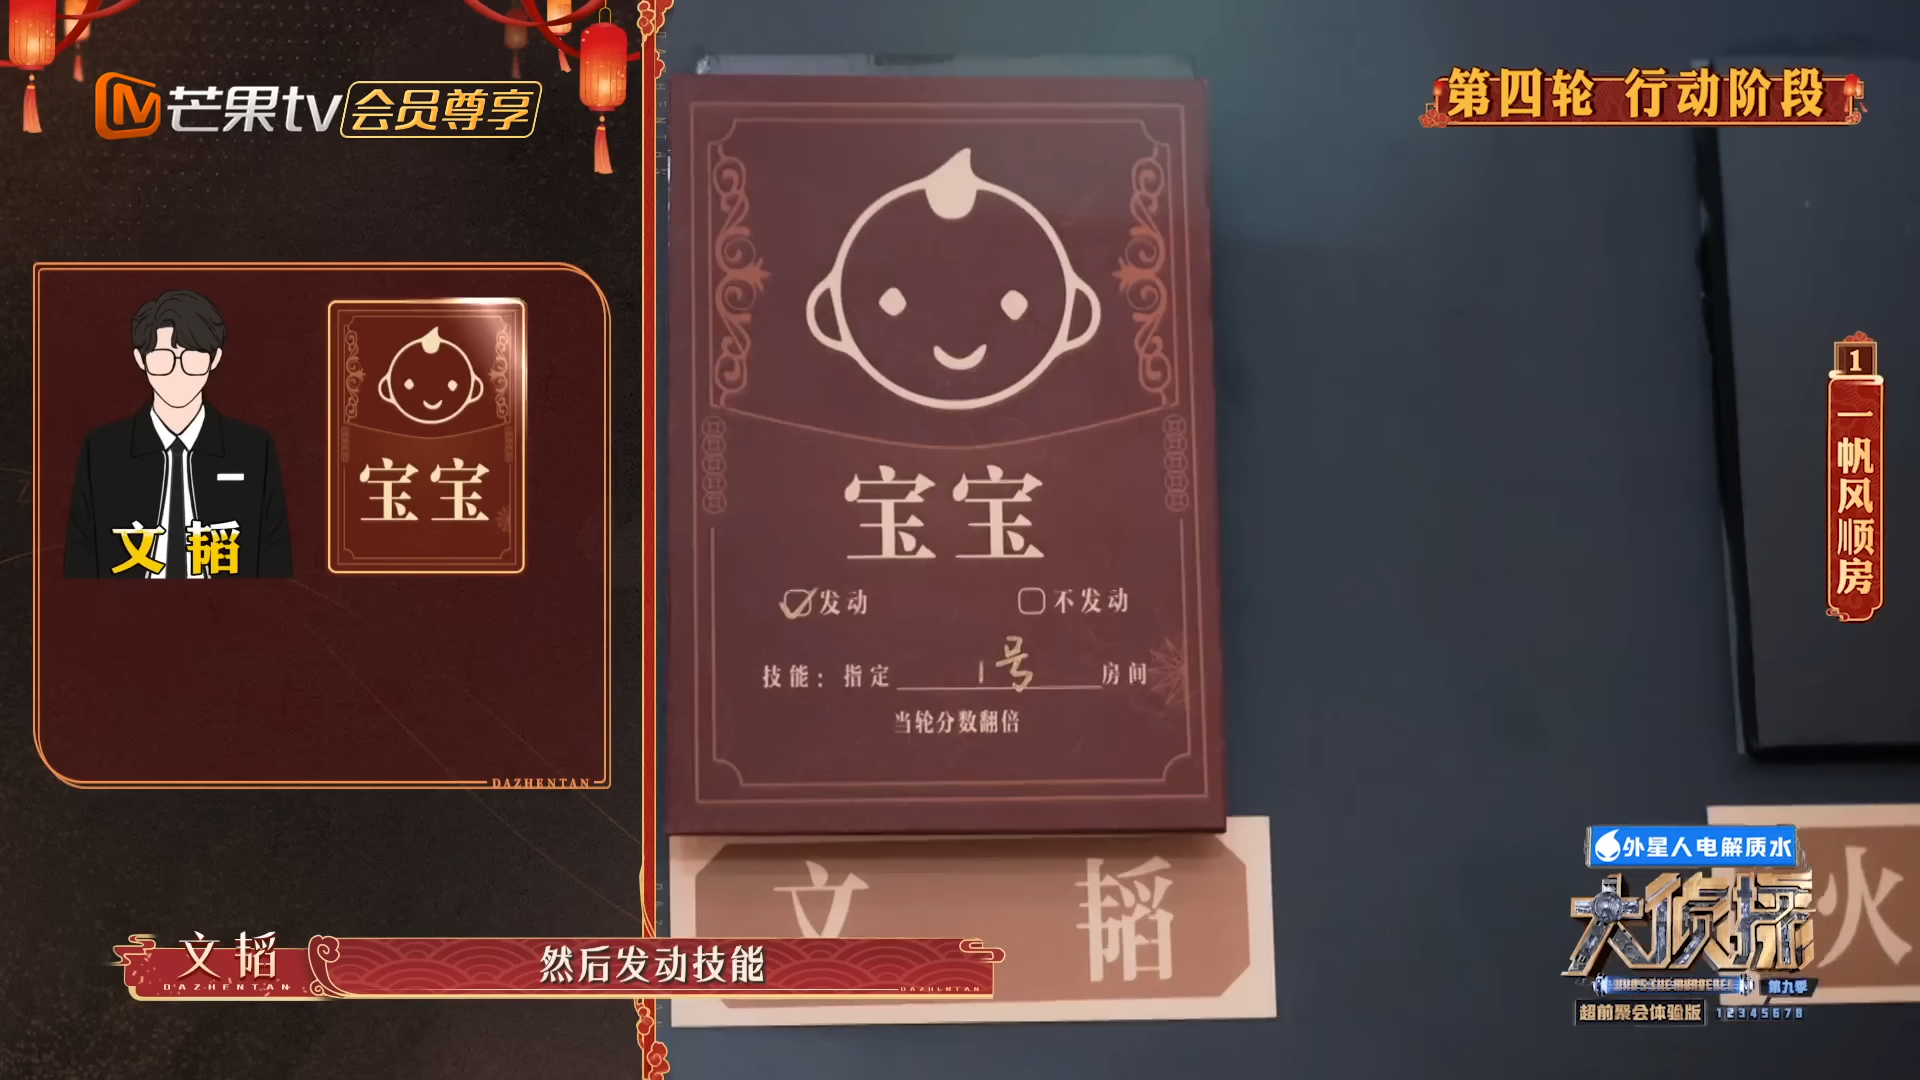 芒果tv会员尊享
第四轮 行动阶段
1
一帆风顺房
宝宝
文韬
DAZHENTAN
宝宝
发动
不发动
技能：指定 1号 房间
当轮分数翻倍
文韬
火
文韬
DAZHENTAN
然后发动技能
DAZHENTAN
外星人电解质水
大侦探
第九季
超前聚会体验版
12345678